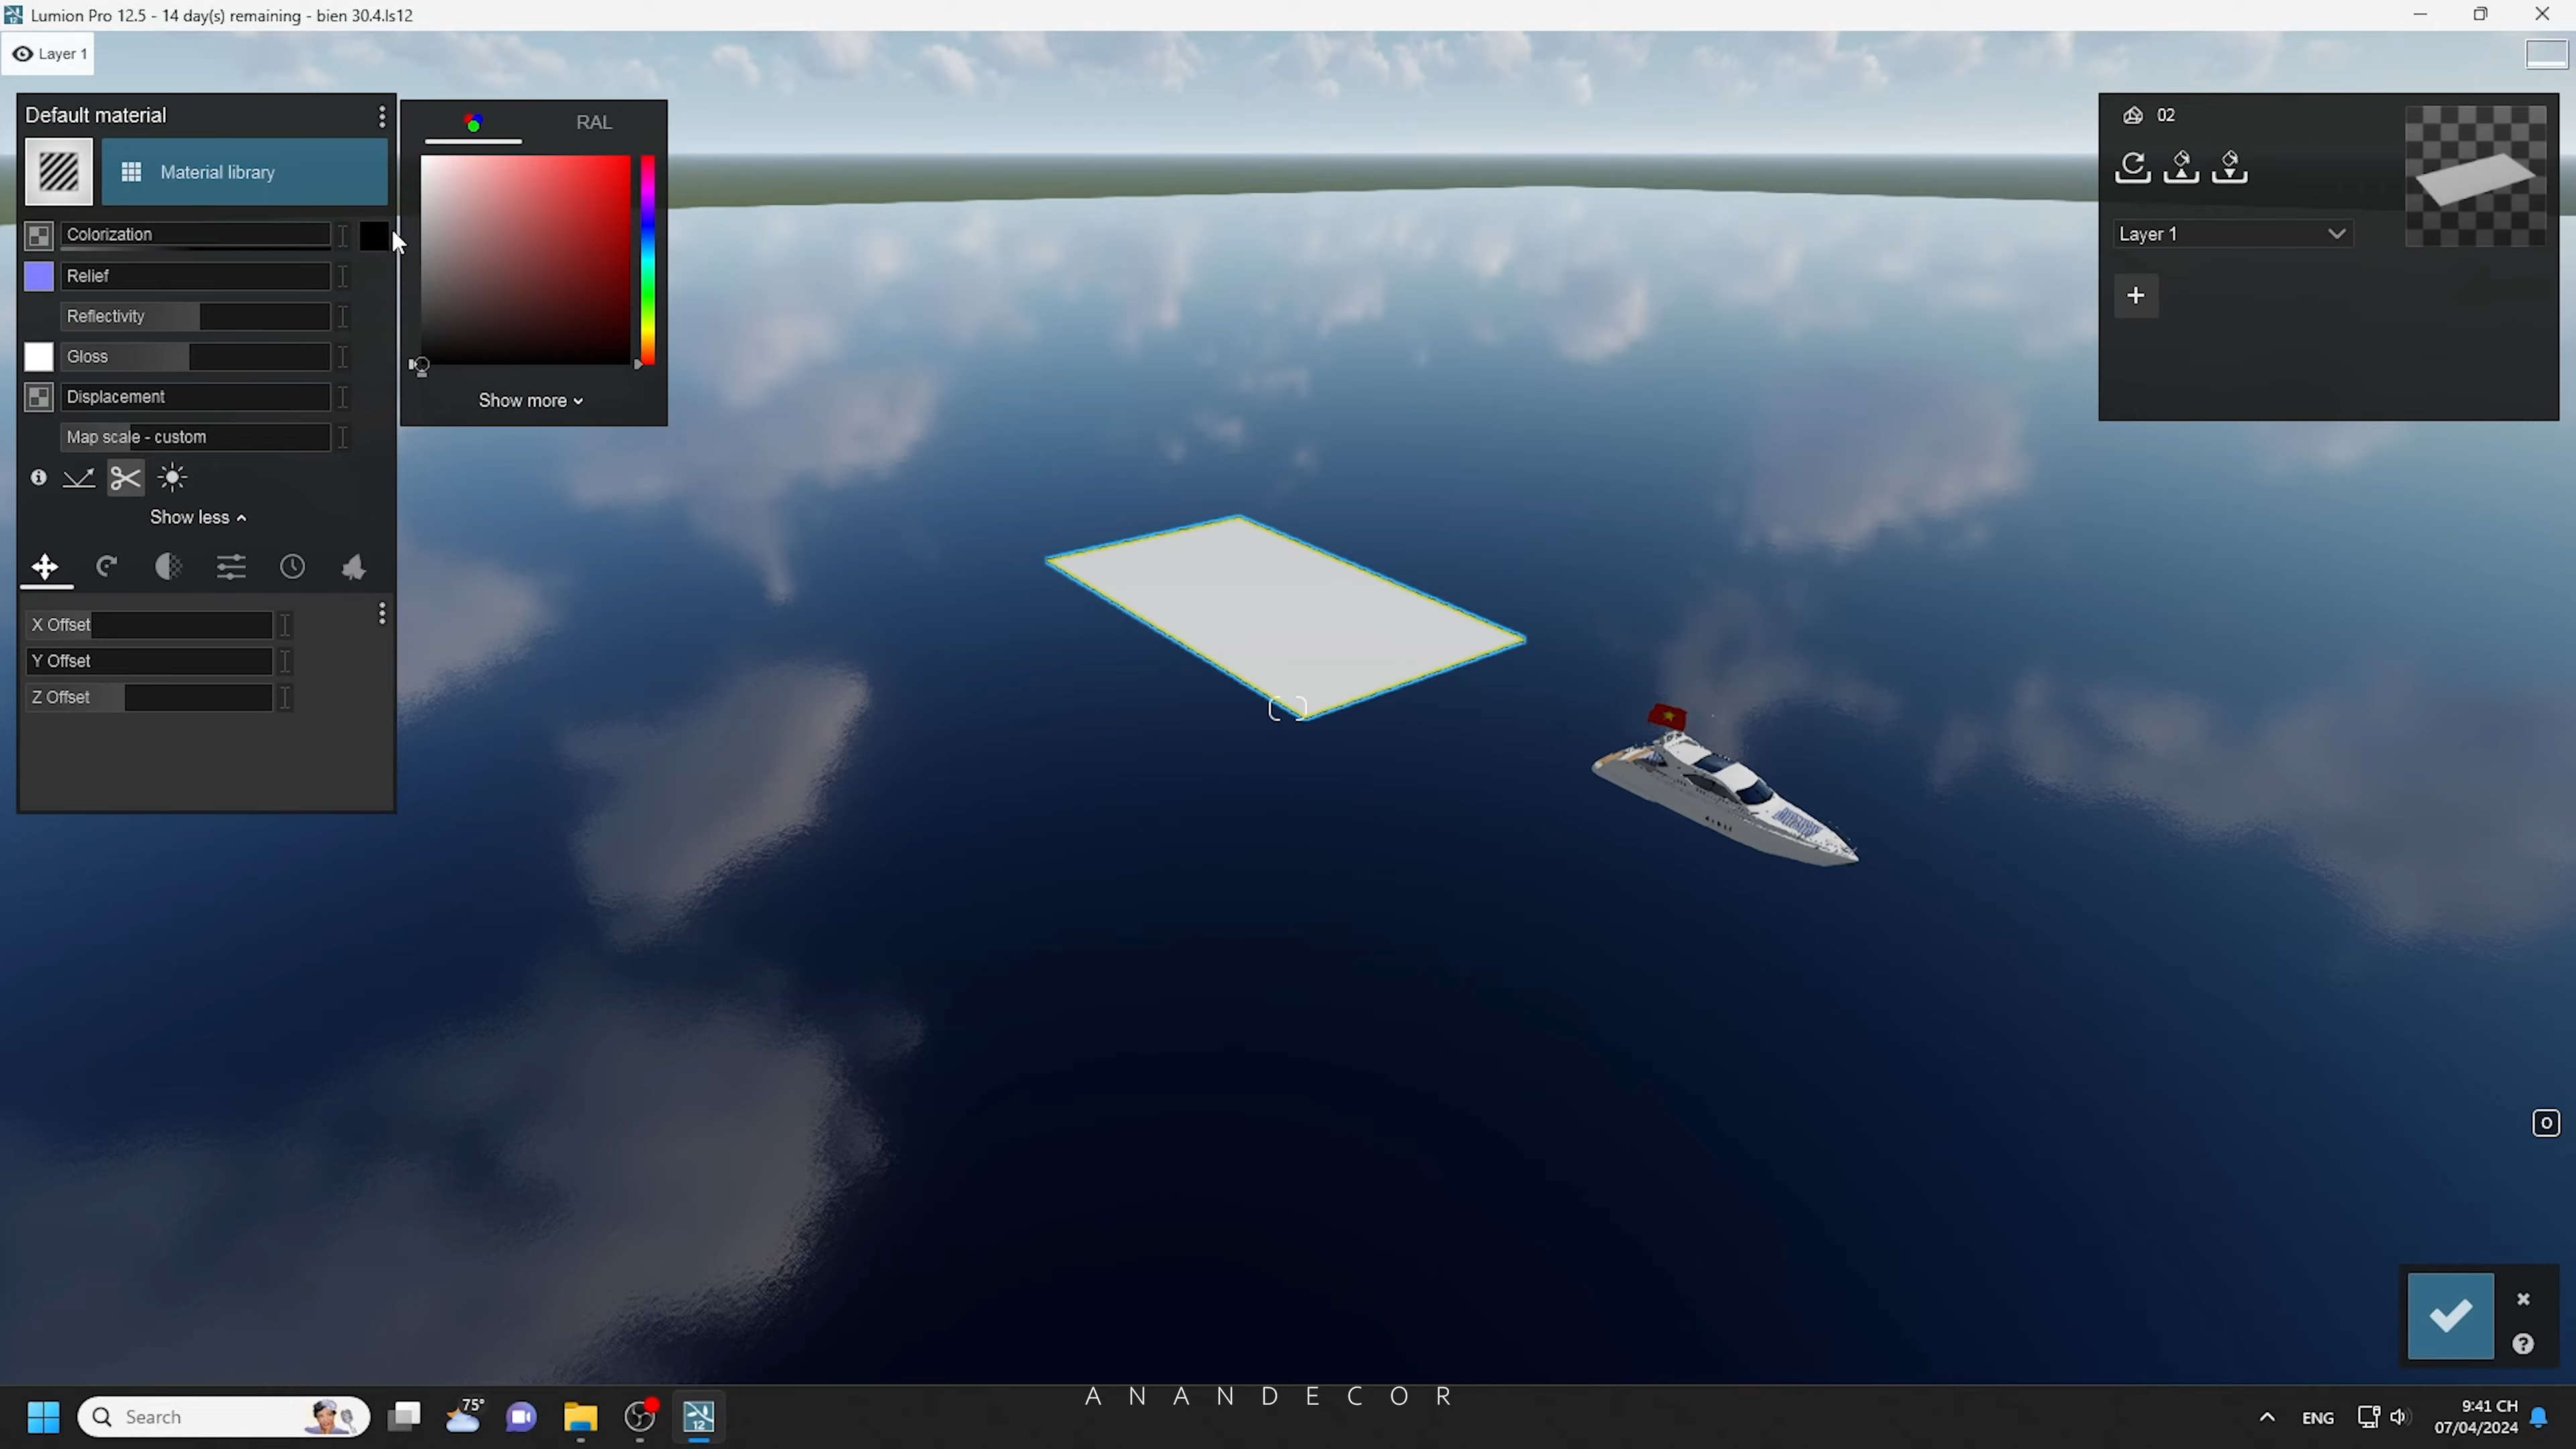 Lumion Pro 12.5 - 14 day(s) remaining - bien 30.4.ls12
Layer 1
Default material
Material library
Colorization
Relief
Reflectivity
Gloss
Displacement
Map scale - custom
Show less
X Offset
Y Offset
Z Offset
RAL
Show more
02
Layer 1
+
O
ANANDECOR
Search
75°
12
ENG
9:41 CH
07/04/2024